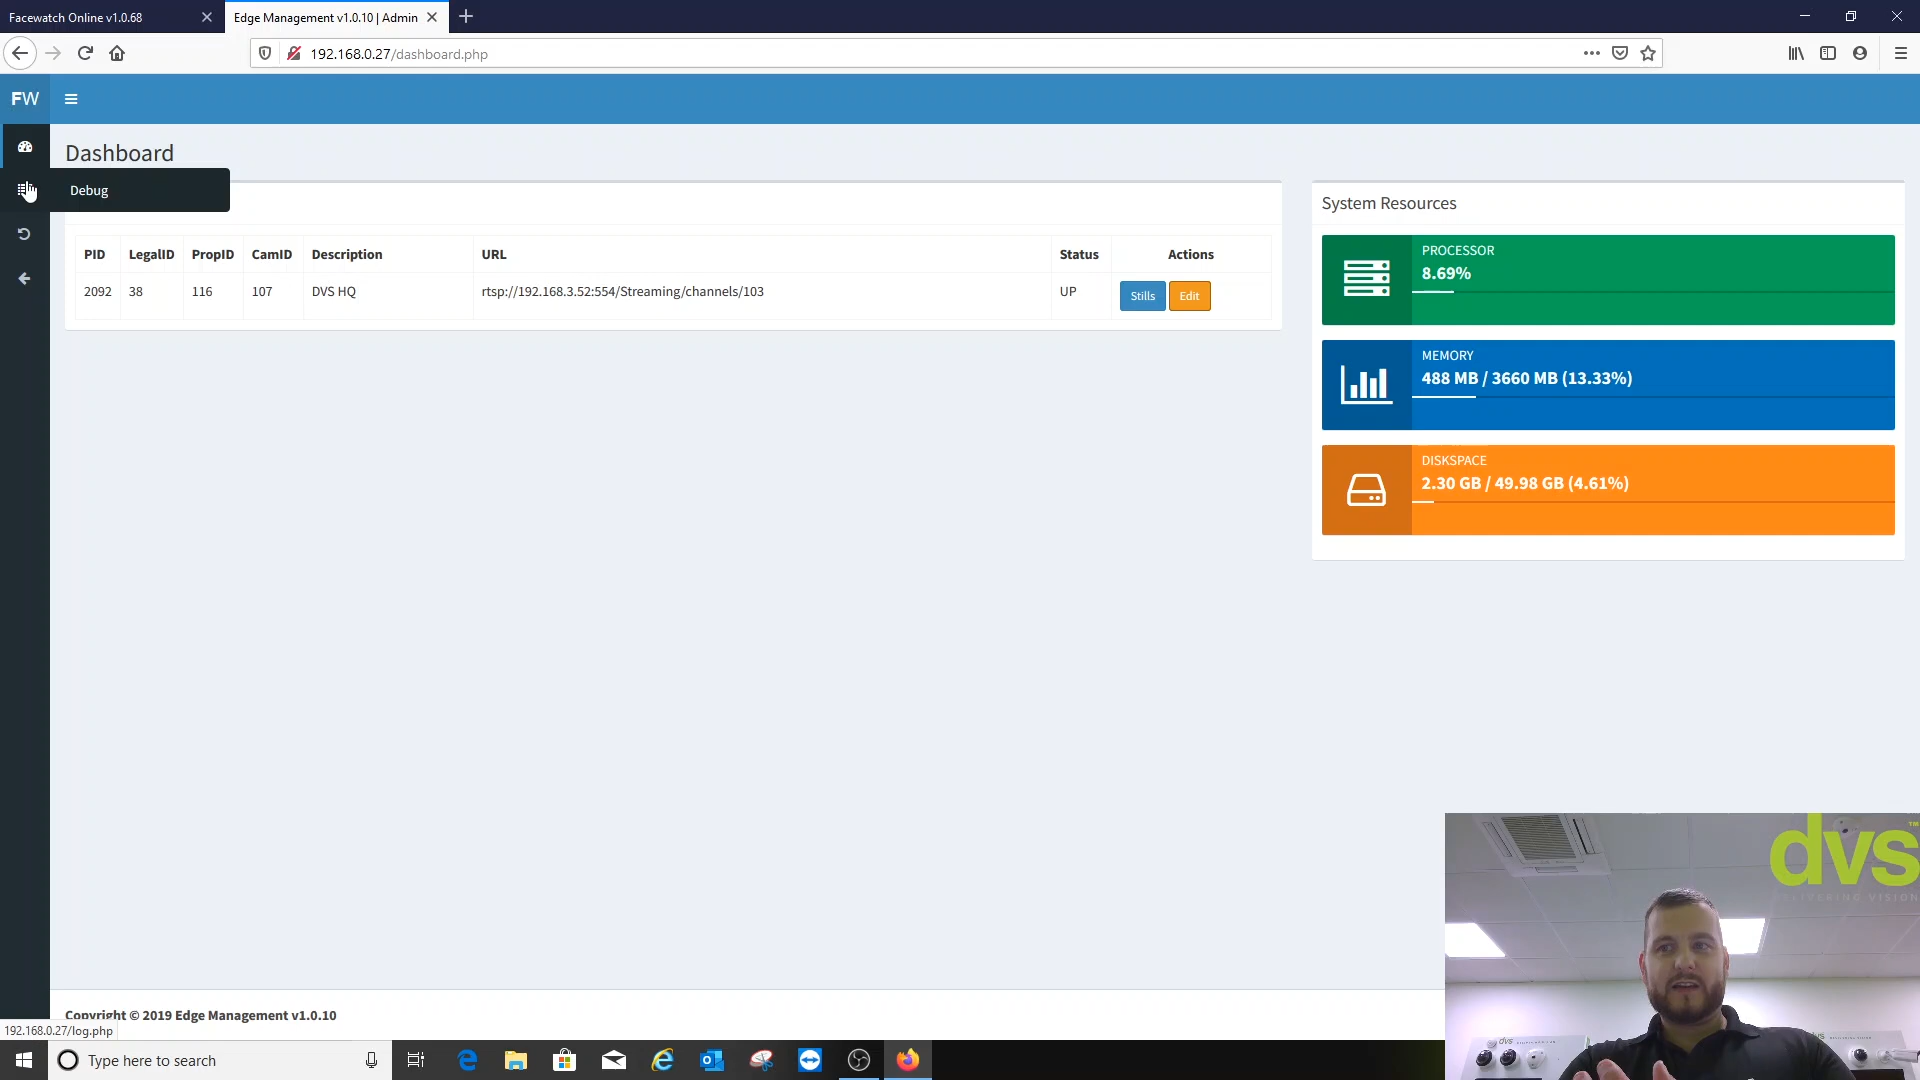 Facewatch Online v1.0.68
Edge Management v1.0.10 | Admin
192.168.0.27/dashboard.php
FW
Dashboard
Debug
PID LegalID PropID CamID Description URL Status Actions
2092 38 116 107 DVS HQ rtsp://192.168.3.52:554/Streaming/channels/103 UP Stills Edit
System Resources
PROCESSOR
8.69%
MEMORY
488 MB / 3660 MB (13.33%)
DISKSPACE
2.30 GB / 49.98 GB (4.61%)
dvs™
DELIVERING VISION
dvs
Copyright © 2019 Edge Management v1.0.10
192.168.0.27/log.php
Type here to search